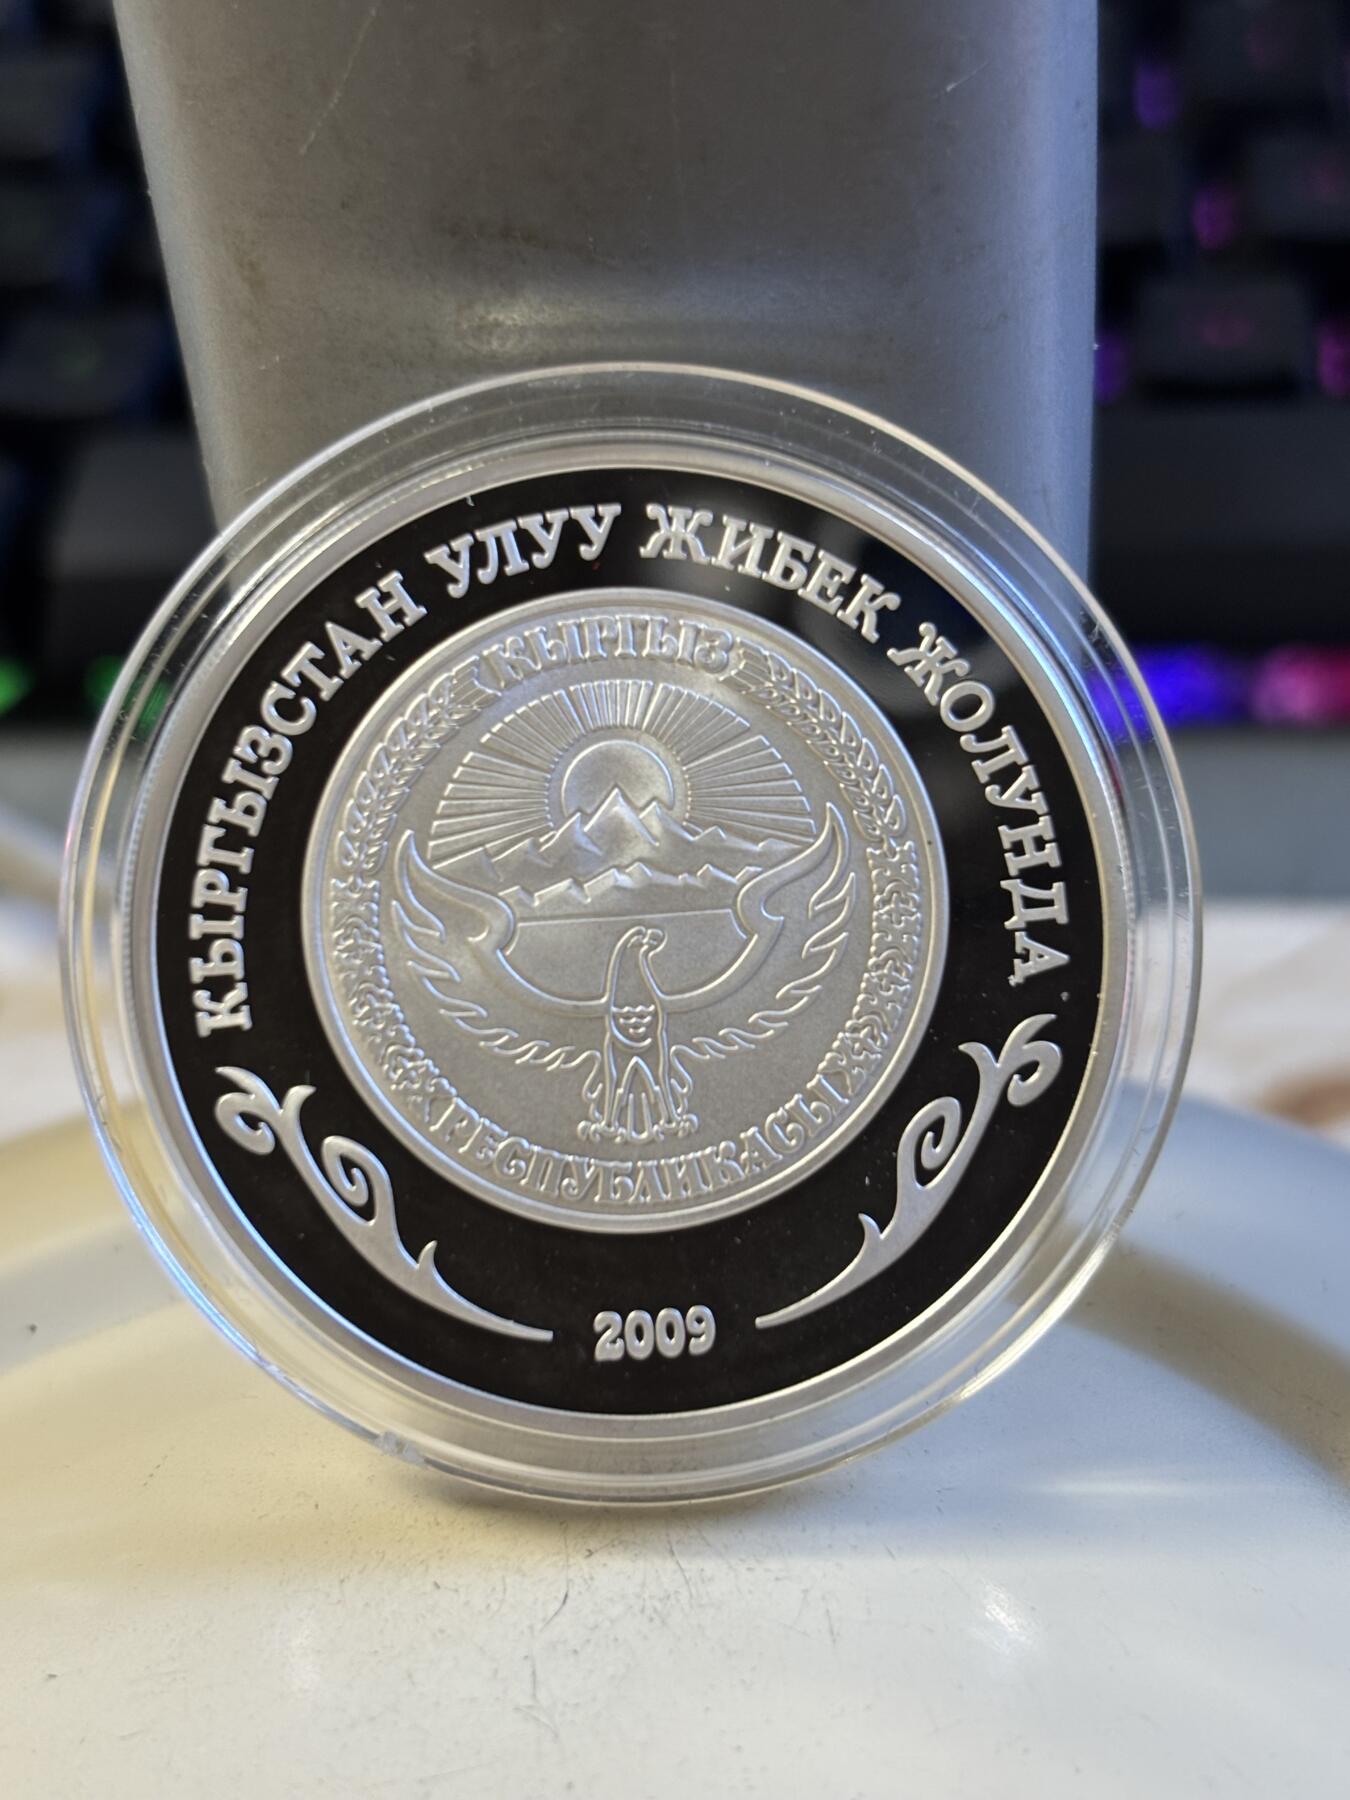 КЫРГЫЗСТАН УЛУУ ЖИБЕК ЖОЛУНДА
КЫРГЫЗ
РЕСПУБЛИКАСЫ
2009